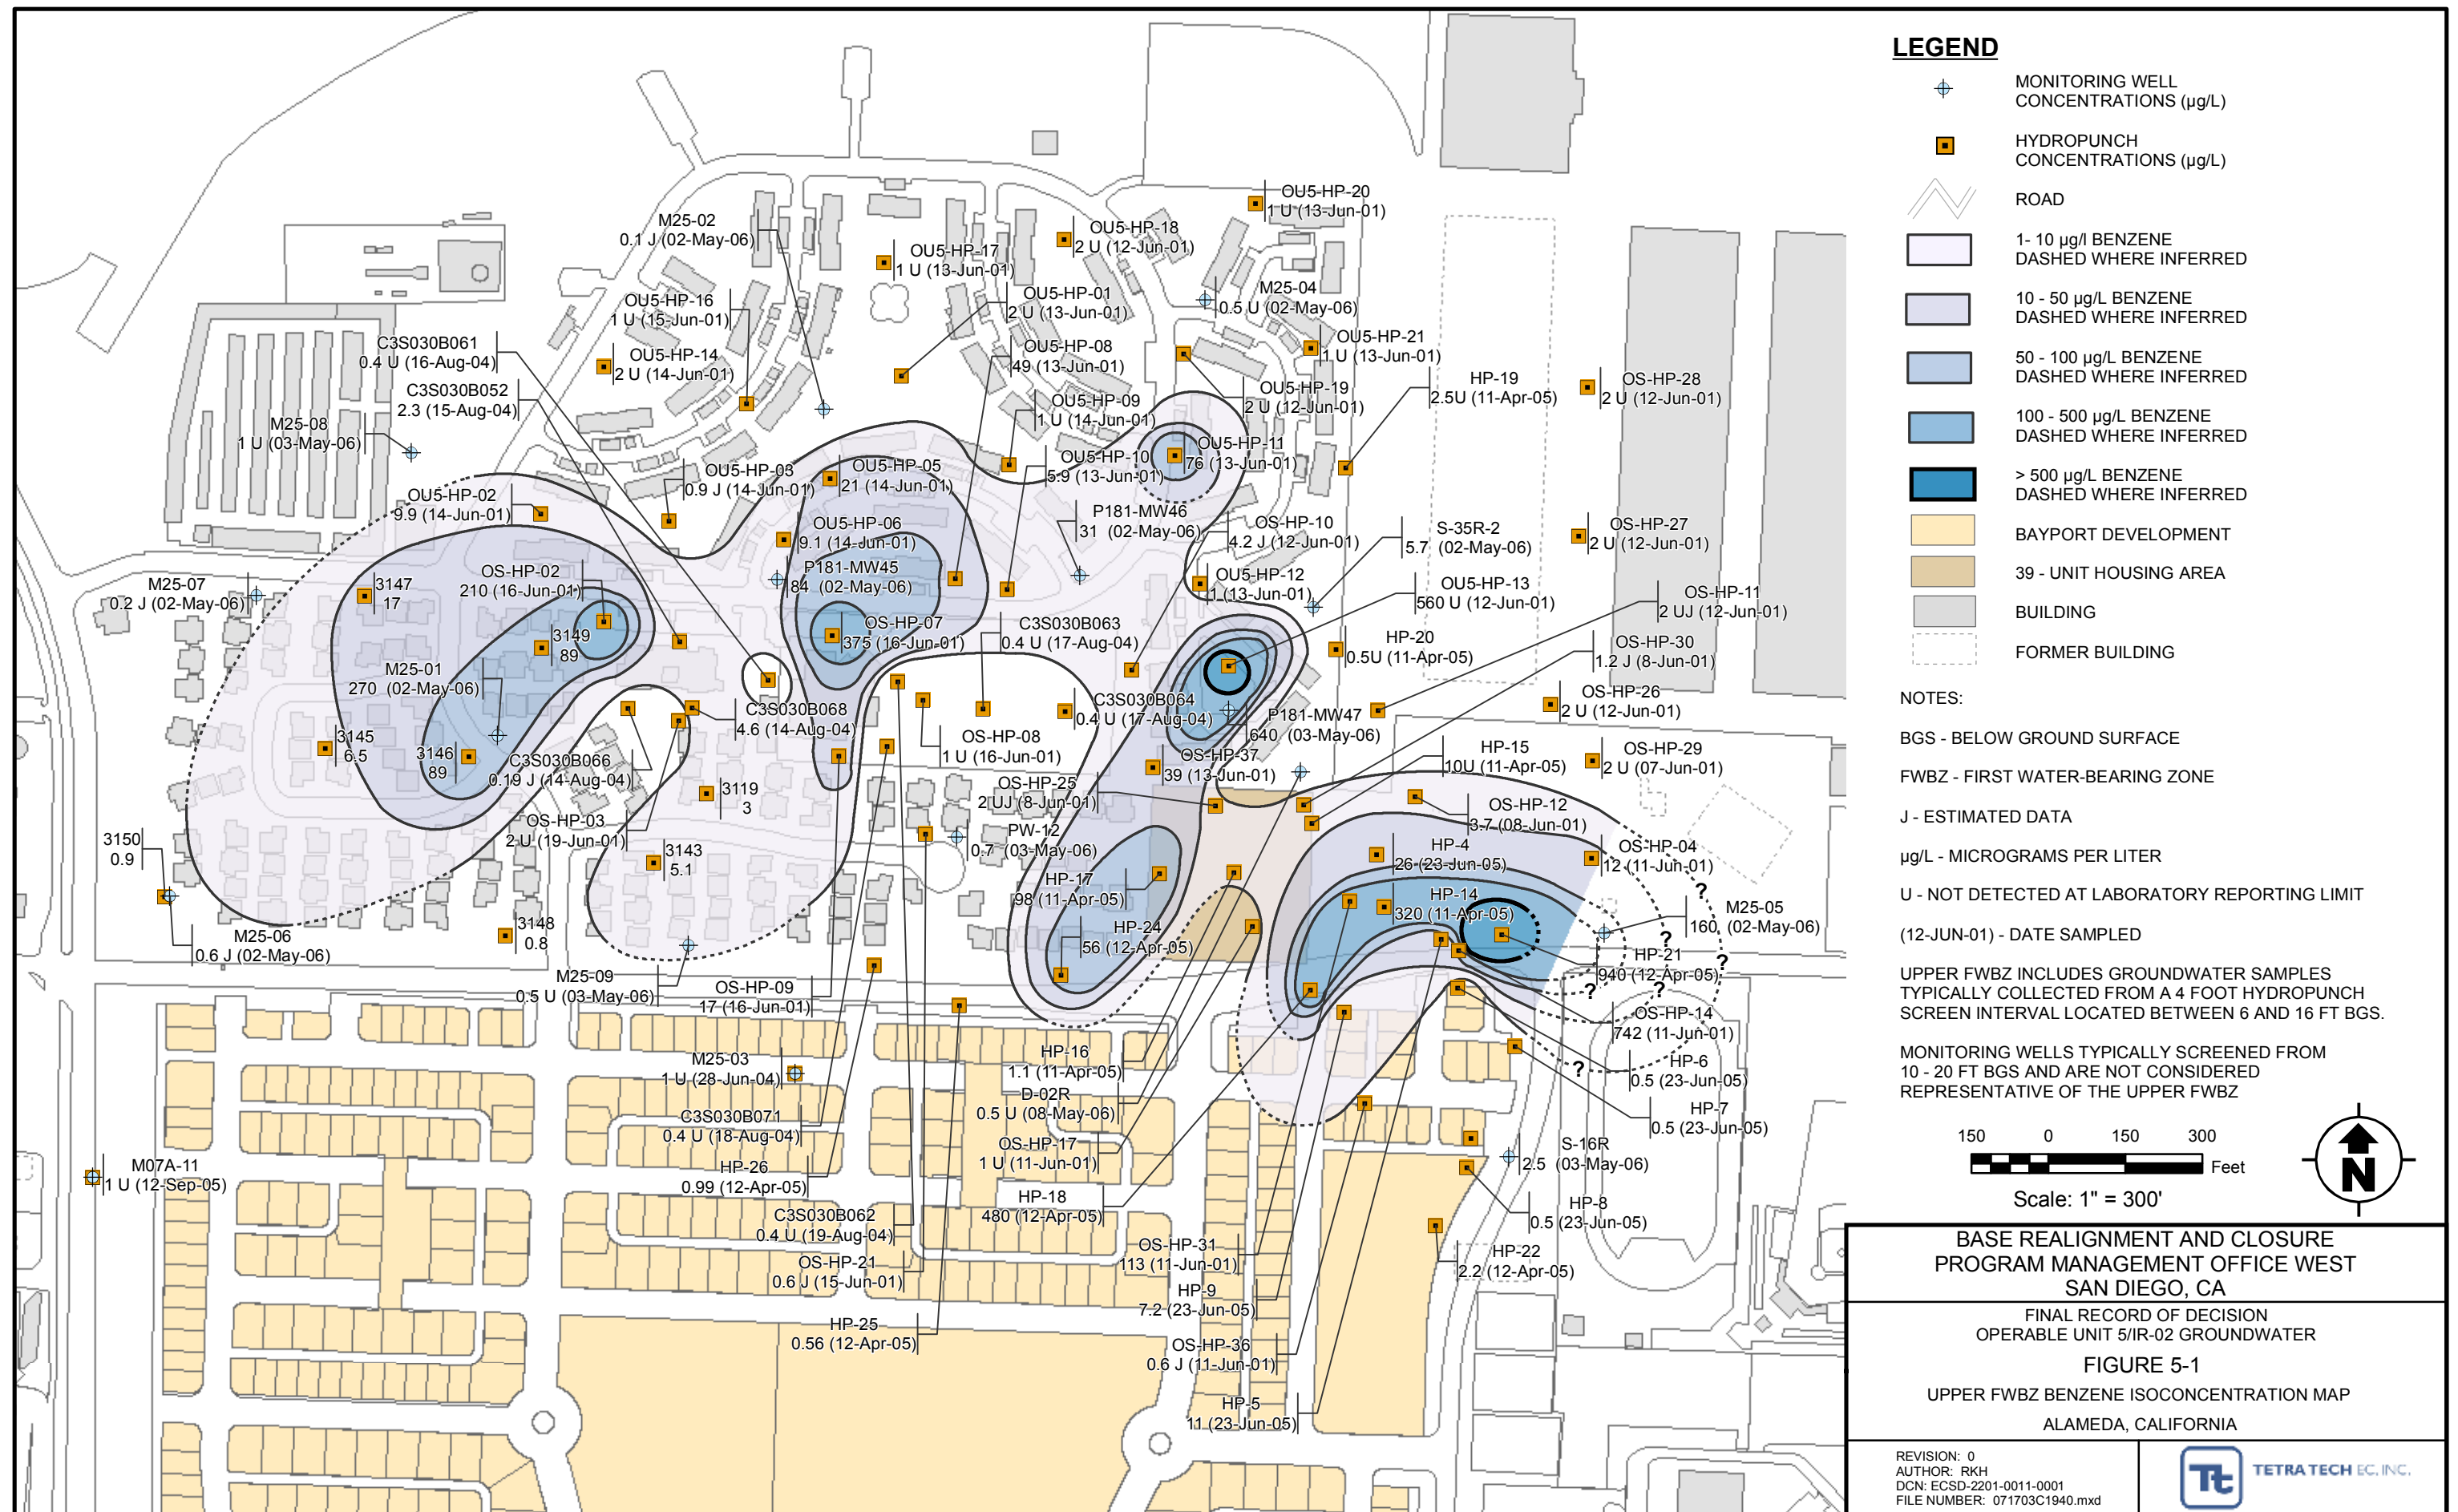 LEGEND
MONITORING WELL
CONCENTRATIONS (µg/L)
HYDROPUNCH
CONCENTRATIONS (µg/L)
ROAD
1- 10 µg/l BENZENE
DASHED WHERE INFERRED
10 - 50 µg/L BENZENE
DASHED WHERE INFERRED
50 - 100 µg/L BENZENE
DASHED WHERE INFERRED
100 - 500 µg/L BENZENE
DASHED WHERE INFERRED
> 500 µg/L BENZENE
DASHED WHERE INFERRED
BAYPORT DEVELOPMENT
39 - UNIT HOUSING AREA
BUILDING
FORMER BUILDING
NOTES:
BGS - BELOW GROUND SURFACE
FWBZ - FIRST WATER-BEARING ZONE
J - ESTIMATED DATA
µg/L - MICROGRAMS PER LITER
U - NOT DETECTED AT LABORATORY REPORTING LIMIT
(12-JUN-01) - DATE SAMPLED
UPPER FWBZ INCLUDES GROUNDWATER SAMPLES
TYPICALLY COLLECTED FROM A 4 FOOT HYDROPUNCH
SCREEN INTERVAL LOCATED BETWEEN 6 AND 16 FT BGS.
MONITORING WELLS TYPICALLY SCREENED FROM
10 - 20 FT BGS AND ARE NOT CONSIDERED
REPRESENTATIVE OF THE UPPER FWBZ
150 0 150 300
Feet
Scale: 1" = 300'
N
BASE REALIGNMENT AND CLOSURE
PROGRAM MANAGEMENT OFFICE WEST
SAN DIEGO, CA
FINAL RECORD OF DECISION
OPERABLE UNIT 5/IR-02 GROUNDWATER
FIGURE 5-1
UPPER FWBZ BENZENE ISOCONCENTRATION MAP
ALAMEDA, CALIFORNIA
REVISION: 0
AUTHOR: RKH
DCN: ECSD-2201-0011-0001
FILE NUMBER: 071703C1940.mxd
Tt
TETRA TECH EC, INC.
OU5-HP-20
1 U (13-Jun-01)
M25-02
0.1 J (02-May-06)
OU5-HP-18
2 U (12-Jun-01)
OU5-HP-17
1 U (13-Jun-01)
M25-04
0.5 U (02-May-06)
OU5-HP-16
1 U (15-Jun-01)
OU5-HP-01
2 U (13-Jun-01)
OU5-HP-21
1 U (13-Jun-01)
C3S030B061
0.4 U (16-Aug-04)
OU5-HP-14
2 U (14-Jun-01)
OU5-HP-08
49 (13-Jun-01)
HP-19
2.5U (11-Apr-05)
OS-HP-28
2 U (12-Jun-01)
C3S030B052
2.3 (15-Aug-04)
OU5-HP-19
2 U (12-Jun-01)
OU5-HP-09
1 U (14-Jun-01)
M25-08
1 U (03-May-06)
OU5-HP-11
76 (13-Jun-01)
OU5-HP-10
5.9 (13-Jun-01)
OU5-HP-03
0.9 J (14-Jun-01)
OU5-HP-05
21 (14-Jun-01)
OU5-HP-02
9.9 (14-Jun-01)
P181-MW46
31 (02-May-06)
OU5-HP-06
9.1 (14-Jun-01)
OS-HP-10
4.2 J (12-Jun-01)
S-35R-2
5.7 (02-May-06)
OS-HP-27
2 U (12-Jun-01)
P181-MW45
84 (02-May-06)
OS-HP-02
210 (16-Jun-01)
M25-07
0.2 J (02-May-06)
3147
17
OU5-HP-12
1 (13-Jun-01)
OU5-HP-13
560 U (12-Jun-01)
OS-HP-11
2 UJ (12-Jun-01)
OS-HP-07
375 (16-Jun-01)
C3S030B063
0.4 U (17-Aug-04)
3149
89
HP-20
0.5U (11-Apr-05)
OS-HP-30
1.2 J (8-Jun-01)
M25-01
270 (02-May-06)
C3S030B068
4.6 (14-Aug-04)
C3S030B064
0.4 U (17-Aug-04)
P181-MW47
640 (03-May-06)
OS-HP-26
2 U (12-Jun-01)
3145
6.5
3146
89
C3S030B066
0.19 J (14-Aug-04)
OS-HP-08
1 U (16-Jun-01)
OS-HP-37
39 (13-Jun-01)
HP-15
10U (11-Apr-05)
OS-HP-29
2 U (07-Jun-01)
3119
3
OS-HP-25
2 UJ (8-Jun-01)
OS-HP-12
3.7 (08-Jun-01)
OS-HP-03
2 U (19-Jun-01)
PW-12
0.7 (03-May-06)
3150
0.9
3143
5.1
HP-4
26 (23-Jun-05)
OS-HP-04
12 (11-Jun-01)
HP-17
98 (11-Apr-05)
HP-14
320 (11-Apr-05)
M25-05
160 (02-May-06)
3148
0.8
M25-06
0.6 J (02-May-06)
HP-24
56 (12-Apr-05)
HP-21
940 (12-Apr-05)
?
?
?
?
?
?
M25-09
0.5 U (03-May-06)
OS-HP-09
17 (16-Jun-01)
OS-HP-14
742 (11-Jun-01)
M25-03
1 U (28-Jun-04)
HP-16
1.1 (11-Apr-05)
HP-6
0.5 (23-Jun-05)
D-02R
0.5 U (08-May-06)
HP-7
0.5 (23-Jun-05)
C3S030B071
0.4 U (18-Aug-04)
OS-HP-17
1 U (11-Jun-01)
S-16R
2.5 (03-May-06)
M07A-11
1 U (12-Sep-05)
HP-26
0.99 (12-Apr-05)
HP-18
480 (12-Apr-05)
HP-8
0.5 (23-Jun-05)
C3S030B062
0.4 U (19-Aug-04)
OS-HP-31
113 (11-Jun-01)
HP-22
2.2 (12-Apr-05)
OS-HP-21
0.6 J (15-Jun-01)
HP-9
7.2 (23-Jun-05)
HP-25
0.56 (12-Apr-05)
OS-HP-36
0.6 J (11-Jun-01)
HP-5
11 (23-Jun-05)